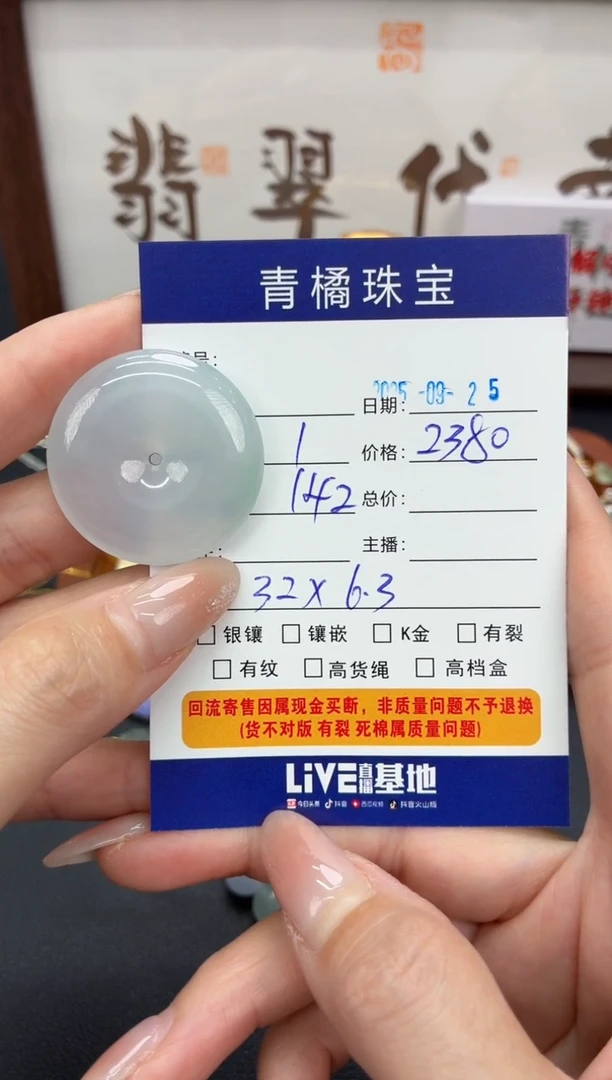 翡翠代
青橘珠宝
号:
日期: 2025-09-25
1 价格: 2380
142 总价:
主播:
32×6.3
银镶 镶嵌 K金 有裂
有纹 高货绳 高档盒
回流寄售因属现金买断，非质量问题不予退换
(货不对版 有裂 死棉属质量问题)
LiVE直播基地
今日头条 抖音 西瓜视频 抖音火山版